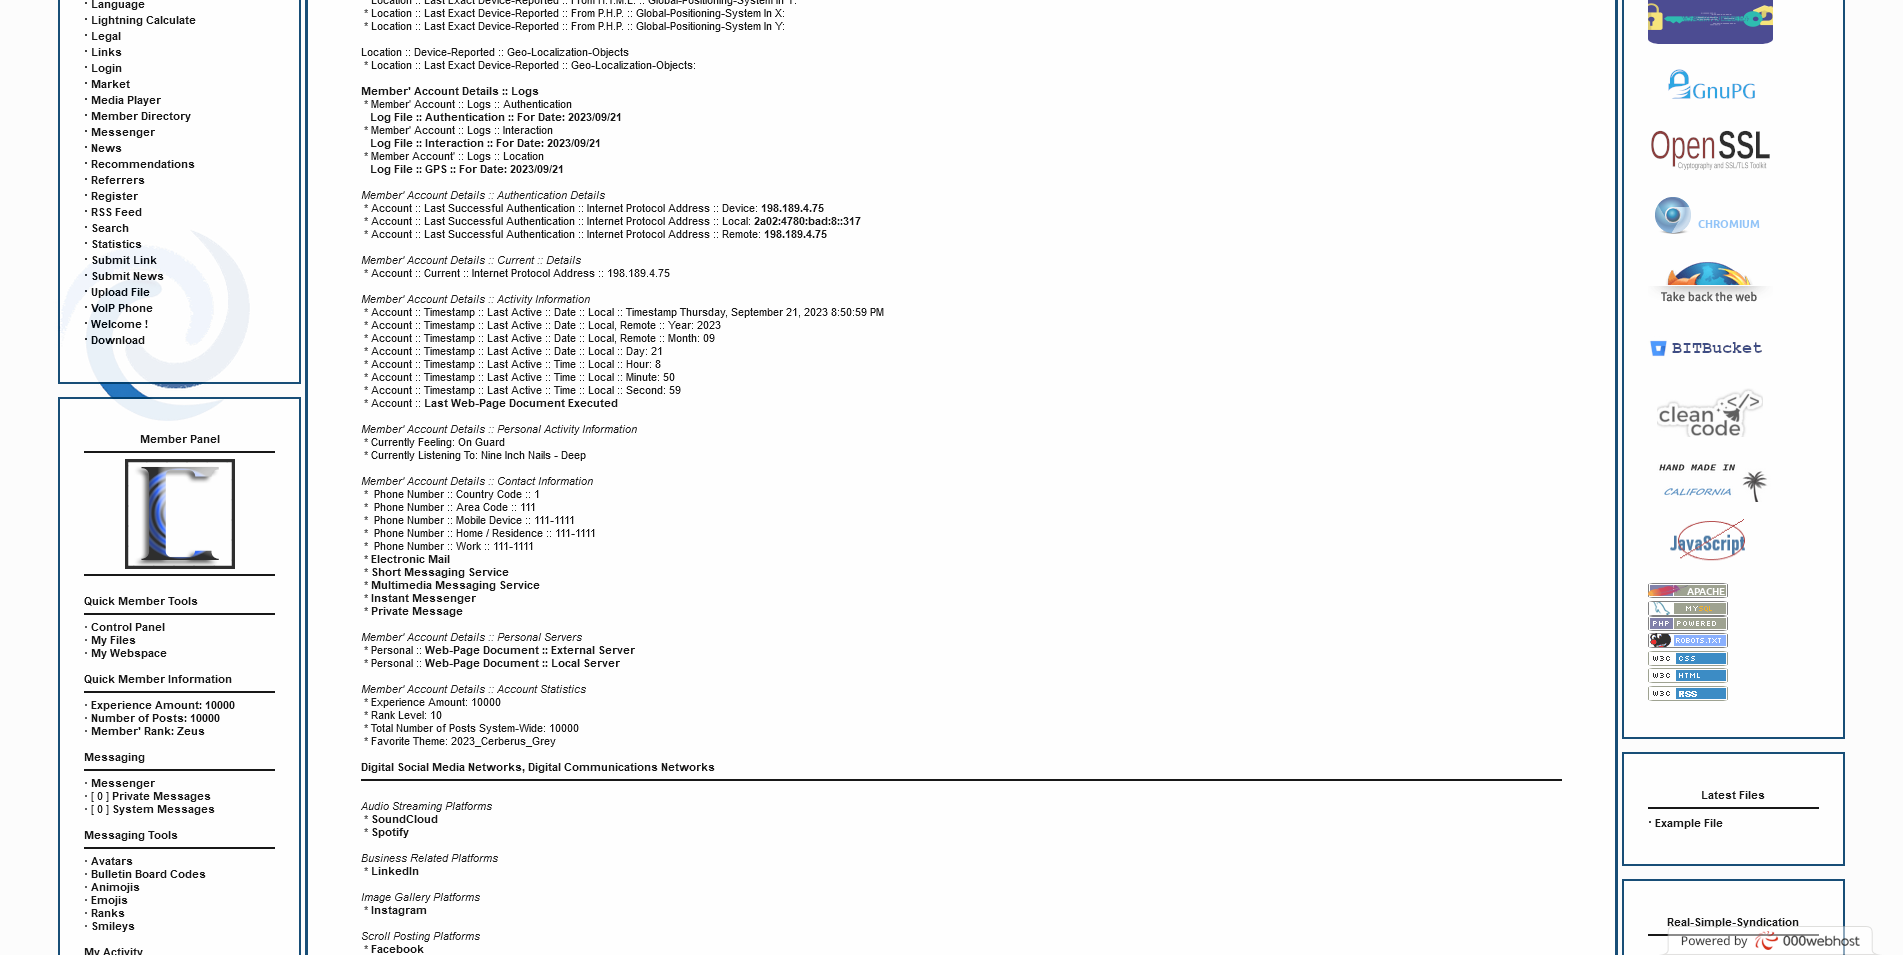 · Language
· Lightning Calculate
· Legal
· Links
· Login
· Market
· Media Player
· Member Directory
· Messenger
· News
· Recommendations
· Referrers
· Register
· RSS Feed
· Search
· Statistics
· Submit Link
· Submit News
· Upload File
· VoIP Phone
· Welcome !
· Download
Member Panel
Quick Member Tools
· Control Panel
· My Files
· My Webspace
Quick Member Information
· Experience Amount: 10000
· Number of Posts: 10000
· Member' Rank: Zeus
Messaging
· Messenger
· [ 0 ] Private Messages
· [ 0 ] System Messages
Messaging Tools
· Avatars
· Bulletin Board Codes
· Animojis
· Emojis
· Ranks
· Smileys
My Activity
* Location :: Last Exact Device-Reported :: From H.T.M.L. :: Global-Positioning-System In Y:
* Location :: Last Exact Device-Reported :: From P.H.P. :: Global-Positioning-System In X:
* Location :: Last Exact Device-Reported :: From P.H.P. :: Global-Positioning-System In Y:
Location :: Device-Reported :: Geo-Localization-Objects
* Location :: Last Exact Device-Reported :: Geo-Localization-Objects:
Member' Account Details :: Logs
* Member' Account :: Logs :: Authentication
Log File :: Authentication :: For Date: 2023/09/21
* Member' Account :: Logs :: Interaction
Log File :: Interaction :: For Date: 2023/09/21
* Member Account' :: Logs :: Location
Log File :: GPS :: For Date: 2023/09/21
Member' Account Details :: Authentication Details
* Account :: Last Successful Authentication :: Internet Protocol Address :: Device: 198.189.4.75
* Account :: Last Successful Authentication :: Internet Protocol Address :: Local: 2a02:4780:bad:8::317
* Account :: Last Successful Authentication :: Internet Protocol Address :: Remote: 198.189.4.75
Member' Account Details :: Current :: Details
* Account :: Current :: Internet Protocol Address :: 198.189.4.75
Member' Account Details :: Activity Information
* Account :: Timestamp :: Last Active :: Date :: Local :: Timestamp Thursday, September 21, 2023 8:50:59 PM
* Account :: Timestamp :: Last Active :: Date :: Local, Remote :: Year: 2023
* Account :: Timestamp :: Last Active :: Date :: Local, Remote :: Month: 09
* Account :: Timestamp :: Last Active :: Date :: Local :: Day: 21
* Account :: Timestamp :: Last Active :: Time :: Local :: Hour: 8
* Account :: Timestamp :: Last Active :: Time :: Local :: Minute: 50
* Account :: Timestamp :: Last Active :: Time :: Local :: Second: 59
* Account :: Last Web-Page Document Executed
Member' Account Details :: Personal Activity Information
* Currently Feeling: On Guard
* Currently Listening To: Nine Inch Nails - Deep
Member' Account Details :: Contact Information
* Phone Number :: Country Code :: 1
* Phone Number :: Area Code :: 111
* Phone Number :: Mobile Device :: 111-1111
* Phone Number :: Home / Residence :: 111-1111
* Phone Number :: Work :: 111-1111
* Electronic Mail
* Short Messaging Service
* Multimedia Messaging Service
* Instant Messenger
* Private Message
Member' Account Details :: Personal Servers
* Personal :: Web-Page Document :: External Server
* Personal :: Web-Page Document :: Local Server
Member' Account Details :: Account Statistics
* Experience Amount: 10000
* Rank Level: 10
* Total Number of Posts System-Wide: 10000
* Favorite Theme: 2023_Cerberus_Grey
Digital Social Media Networks, Digital Communications Networks
Audio Streaming Platforms
* SoundCloud
* Spotify
Business Related Platforms
* LinkedIn
Image Gallery Platforms
* Instagram
Scroll Posting Platforms
* Facebook
GnuPG
OpenSSL
Cryptography and SSL/TLS Toolkit
CHROMIUM
Take back the web
BITBucket
clean </>
code
HAND MADE IN
CALIFORNIA
JavaScript
APACHE
MYSQL
PHP POWERED
ROBOTS.TXT
W3C CSS
W3C HTML
W3C RSS
Latest Files
· Example File
Real-Simple-Syndication
Powered by 000webhost